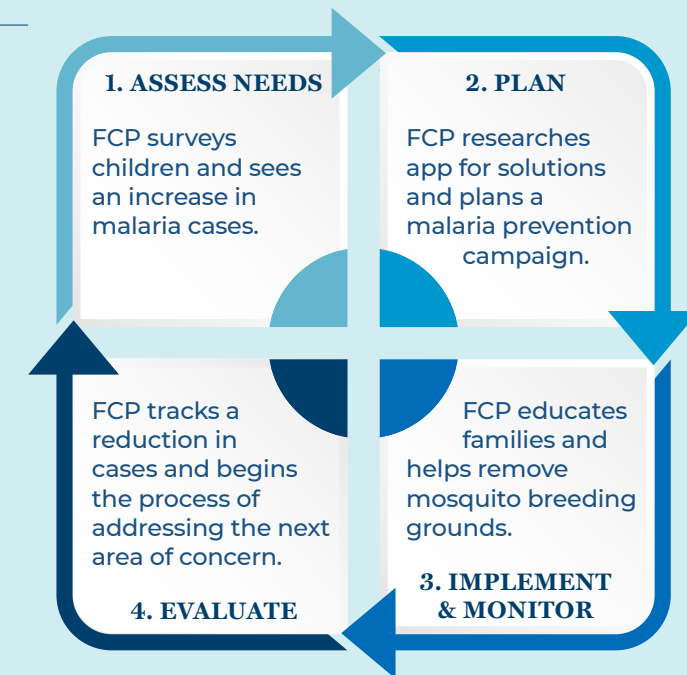 1. ASSESS NEEDS
FCP surveys
children and sees
an increase in
malaria cases.
2. PLAN
FCP researches
app for solutions
and plans a
malaria prevention
campaign.
FCP educates
families and
helps remove
mosquito breeding
grounds.
3. IMPLEMENT
& MONITOR
FCP tracks a
reduction in
cases and begins
the process of
addressing the next
area of concern.
4. EVALUATE